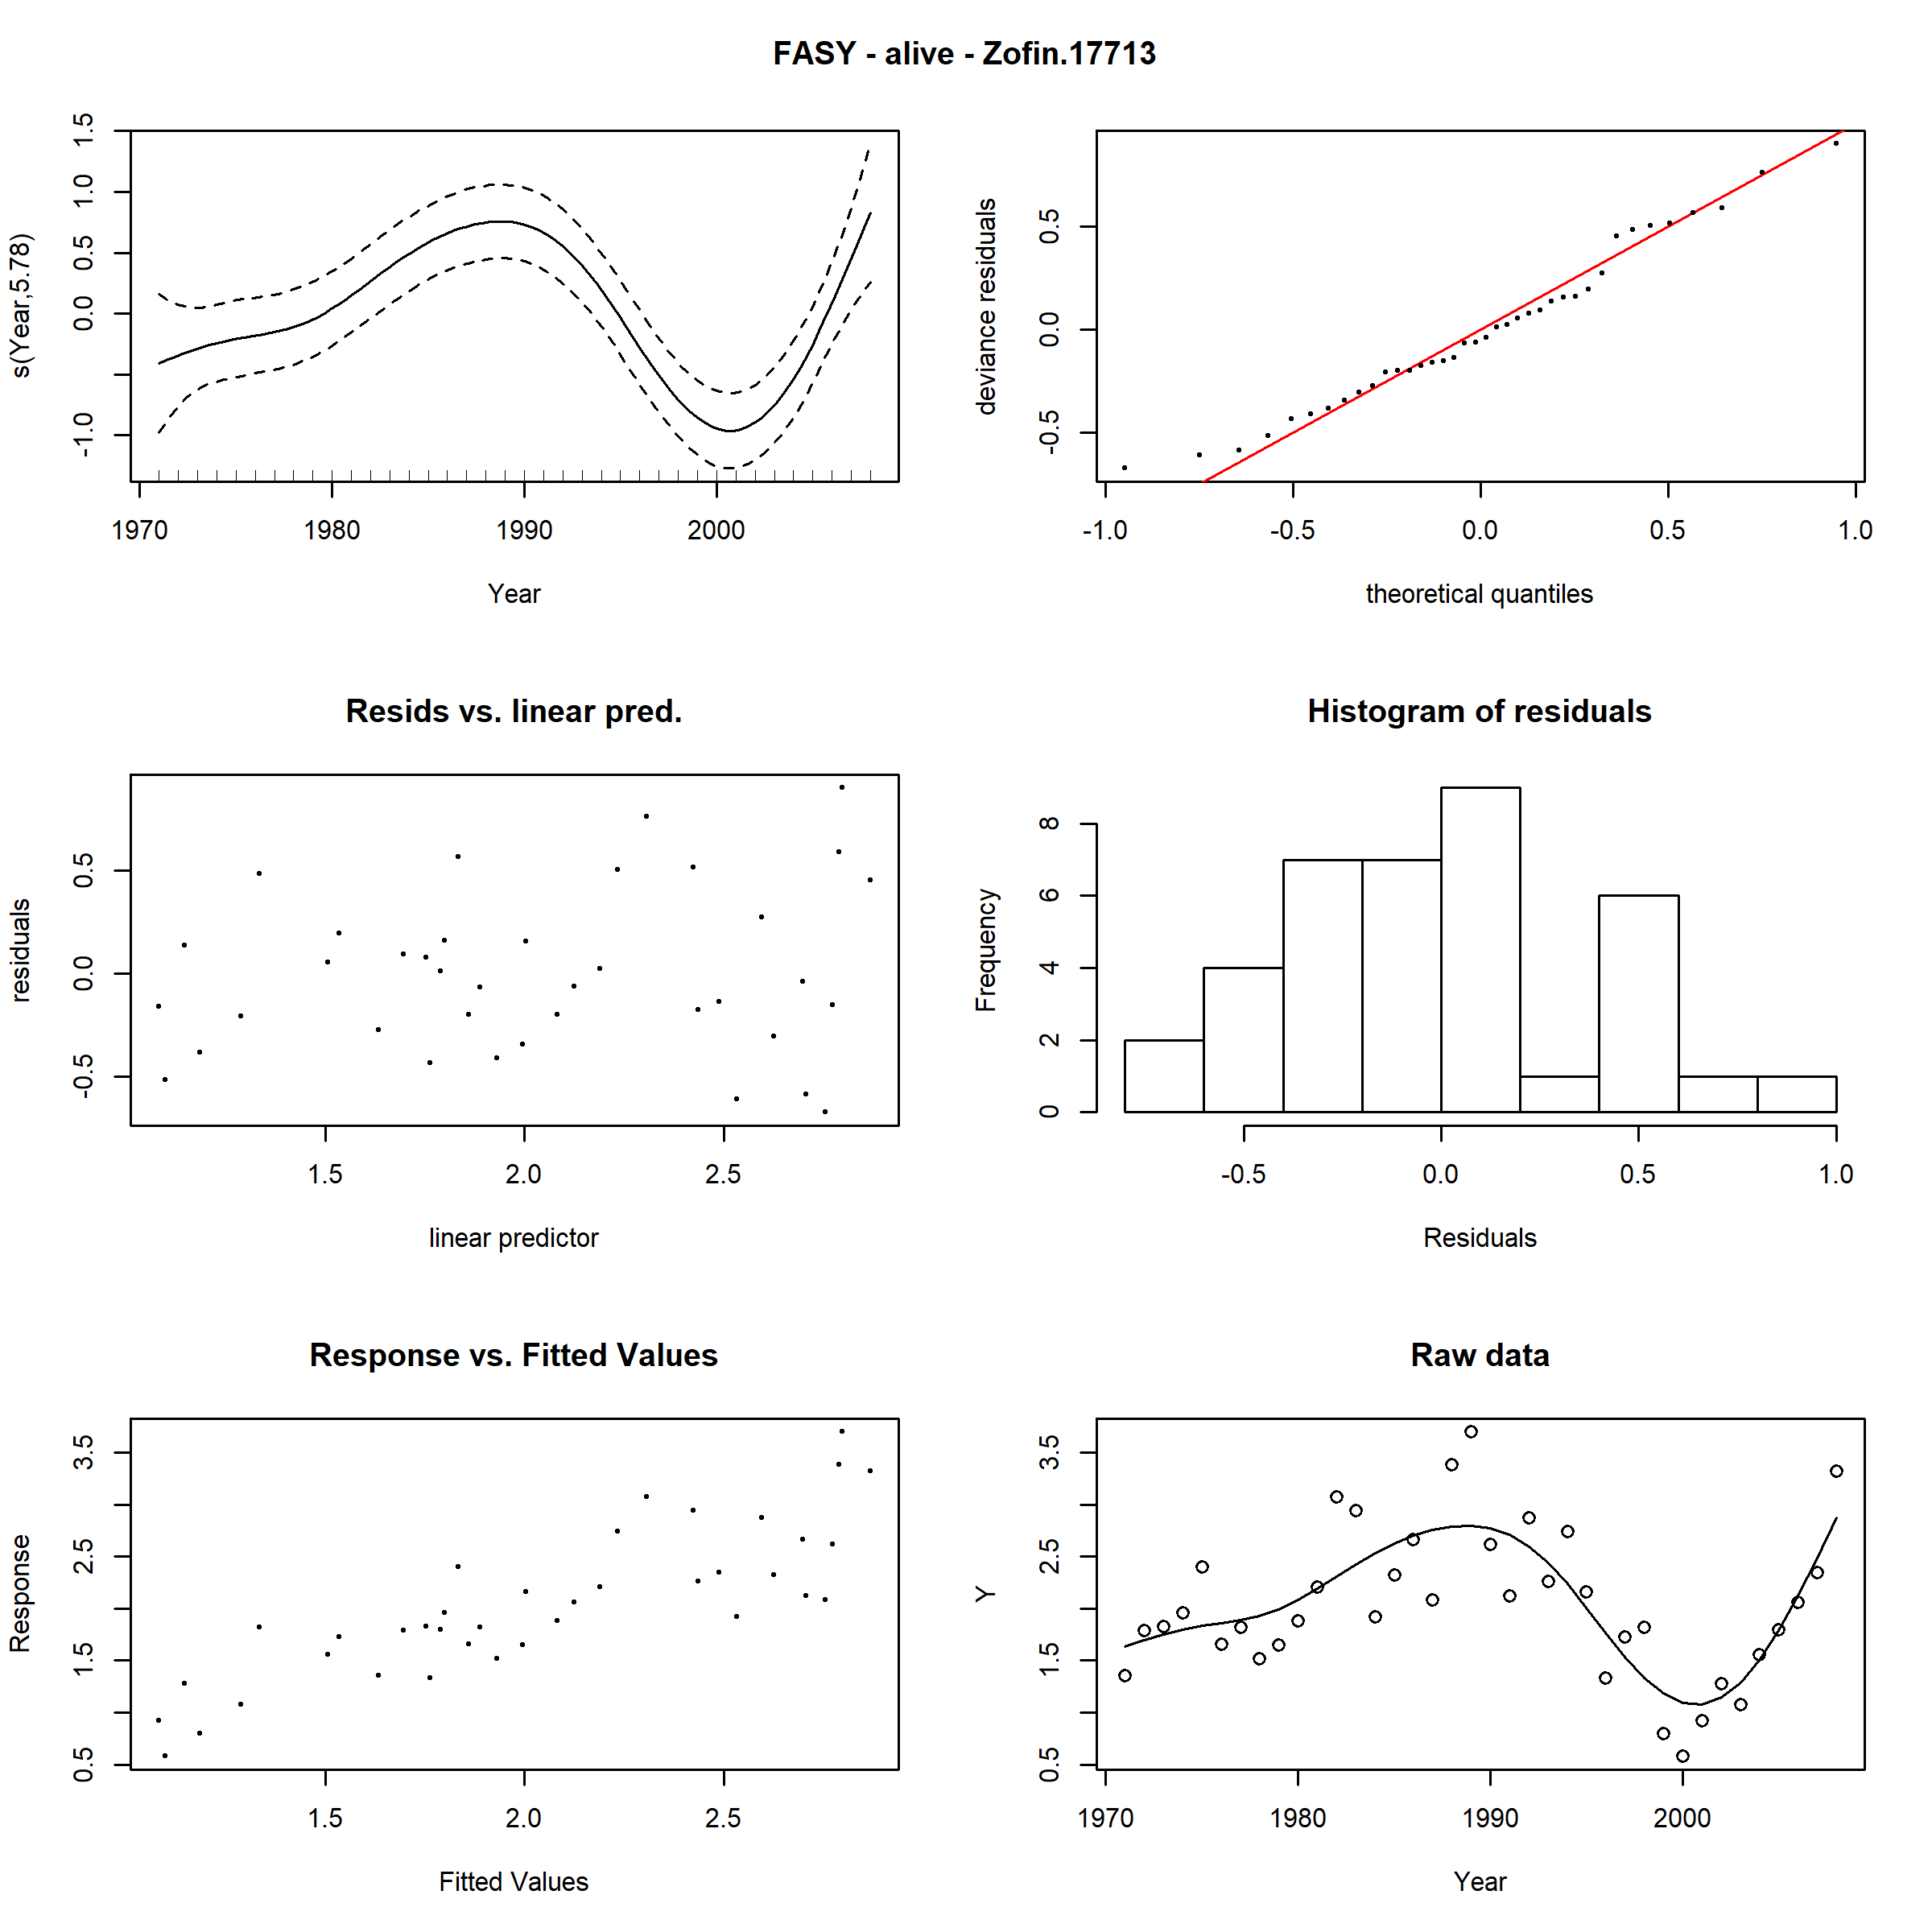 FASY - alive - Zofin.17713
s(Year,5.78)
1.5
1.0
0.5
0.0
-1.0
1970 1980 1990 2000
Year
deviance residuals
0.5
0.0
-0.5
-1.0 -0.5 0.0 0.5 1.0
theoretical quantiles
Resids vs. linear pred.
residuals
0.5
0.0
-0.5
1.5 2.0 2.5
linear predictor
Histogram of residuals
Frequency
8
6
4
2
0
-0.5 0.0 0.5 1.0
Residuals
Response vs. Fitted Values
Response
3.5
2.5
1.5
0.5
1.5 2.0 2.5
Fitted Values
Raw data
Y
3.5
2.5
1.5
0.5
1970 1980 1990 2000
Year